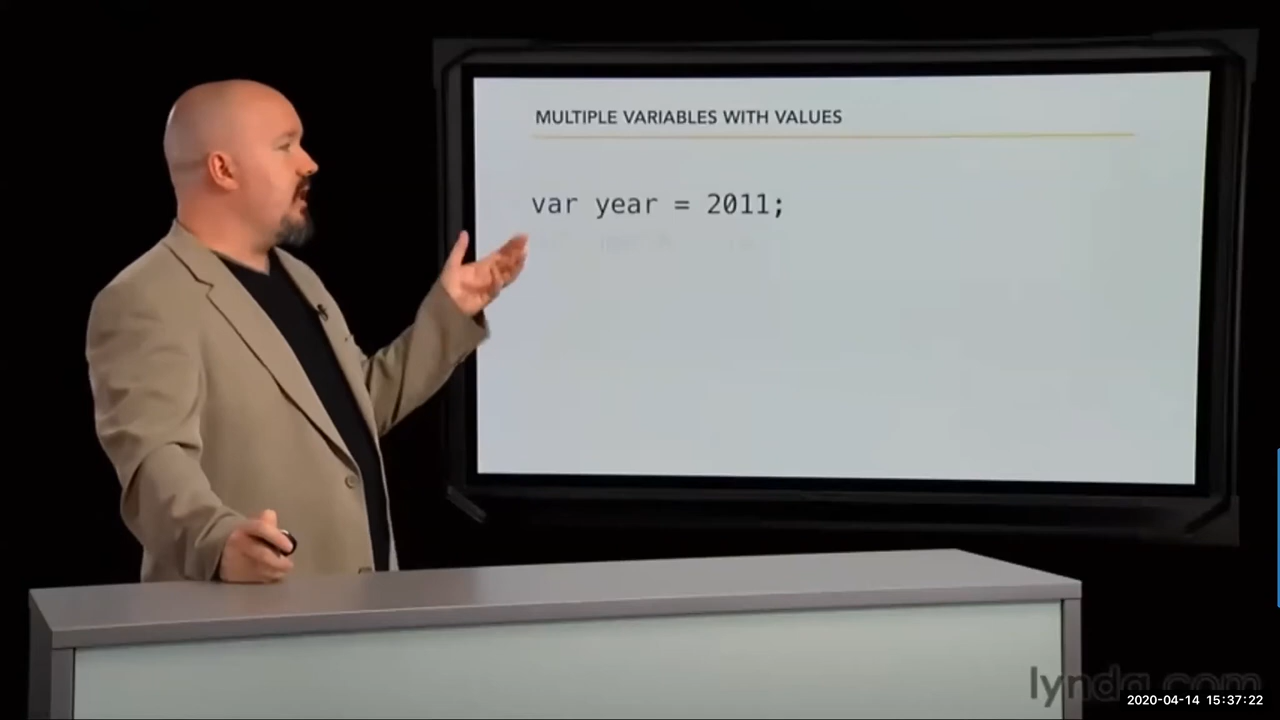 MULTIPLE VARIABLES WITH VALUES
var year = 2011;
lynda.com
2020-04-14 15:37:22